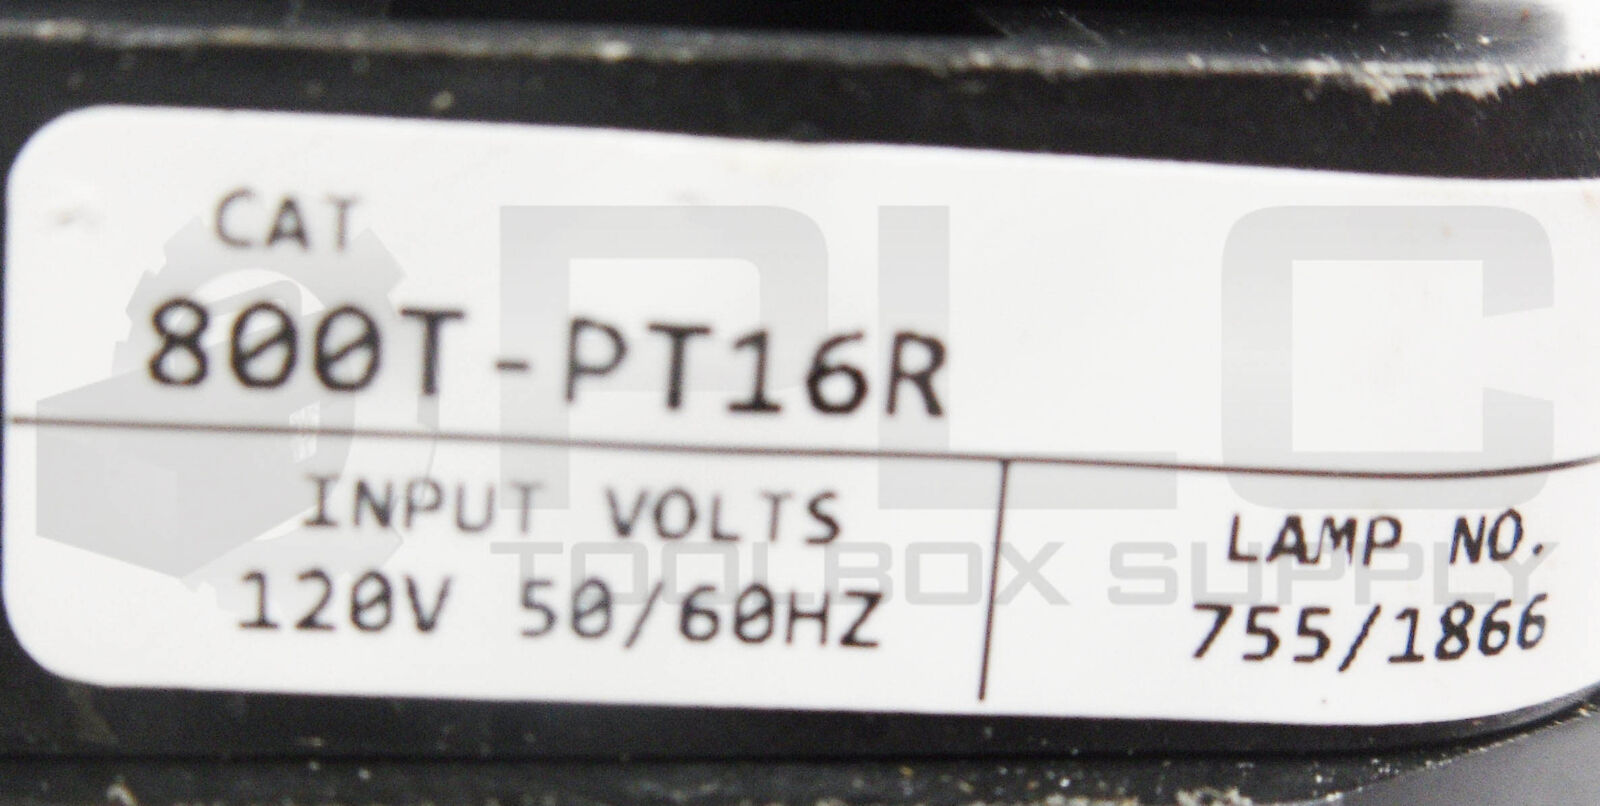 CAT
800T-PT16R
INPUT VOLTS
120V 50/60HZ
LAMP NO.
755/1866
PLC
TOOLBOX SUPPLY